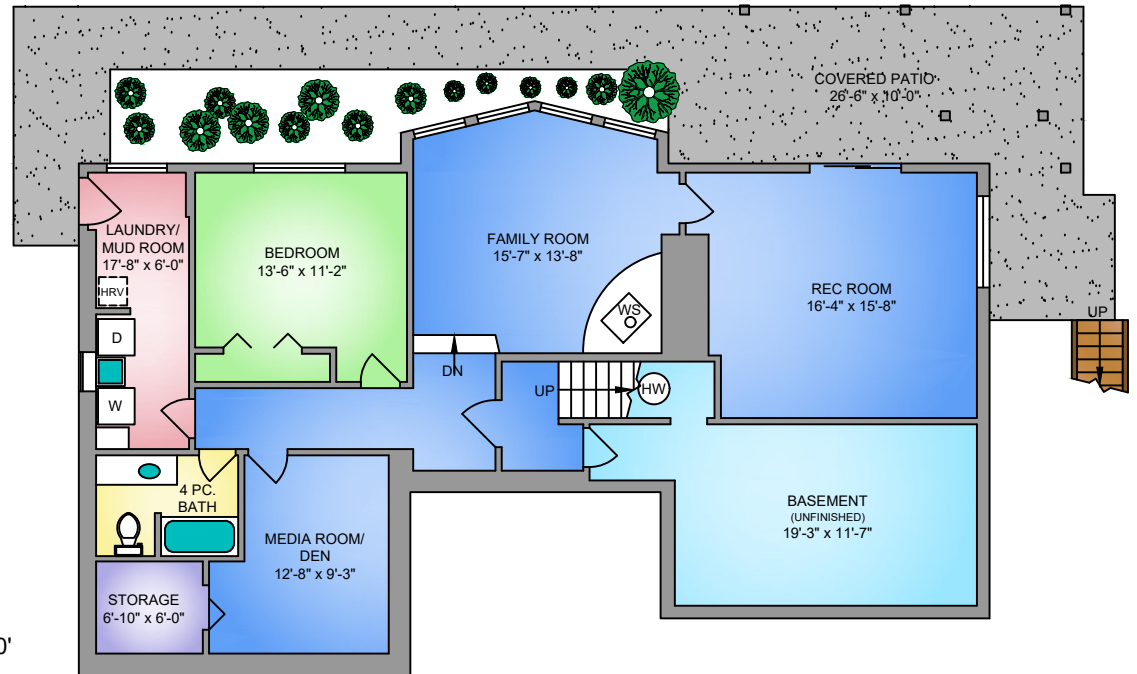 COVERED PATIO
26'-6" x 10'-0"
LAUNDRY/
MUD ROOM
17'-8" x 6'-0"
HRV
D
W
BEDROOM
13'-6" x 11'-2"
FAMILY ROOM
15'-7" x 13'-8"
WS
REC ROOM
16'-4" x 15'-8"
UP
DN
UP
HW
4 PC.
BATH
MEDIA ROOM/
DEN
12'-8" x 9'-3"
BASEMENT
(UNFINISHED)
19'-3" x 11'-7"
STORAGE
6'-10" x 6'-0"
0'